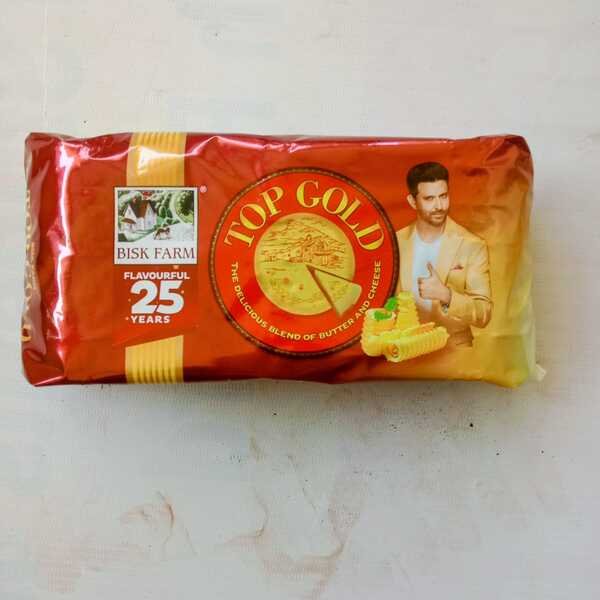 BISK FARM
FLAVOURFUL
25
YEARS
TOP GOLD
THE DELICIOUS BLEND OF BUTTER AND CHEESE
®